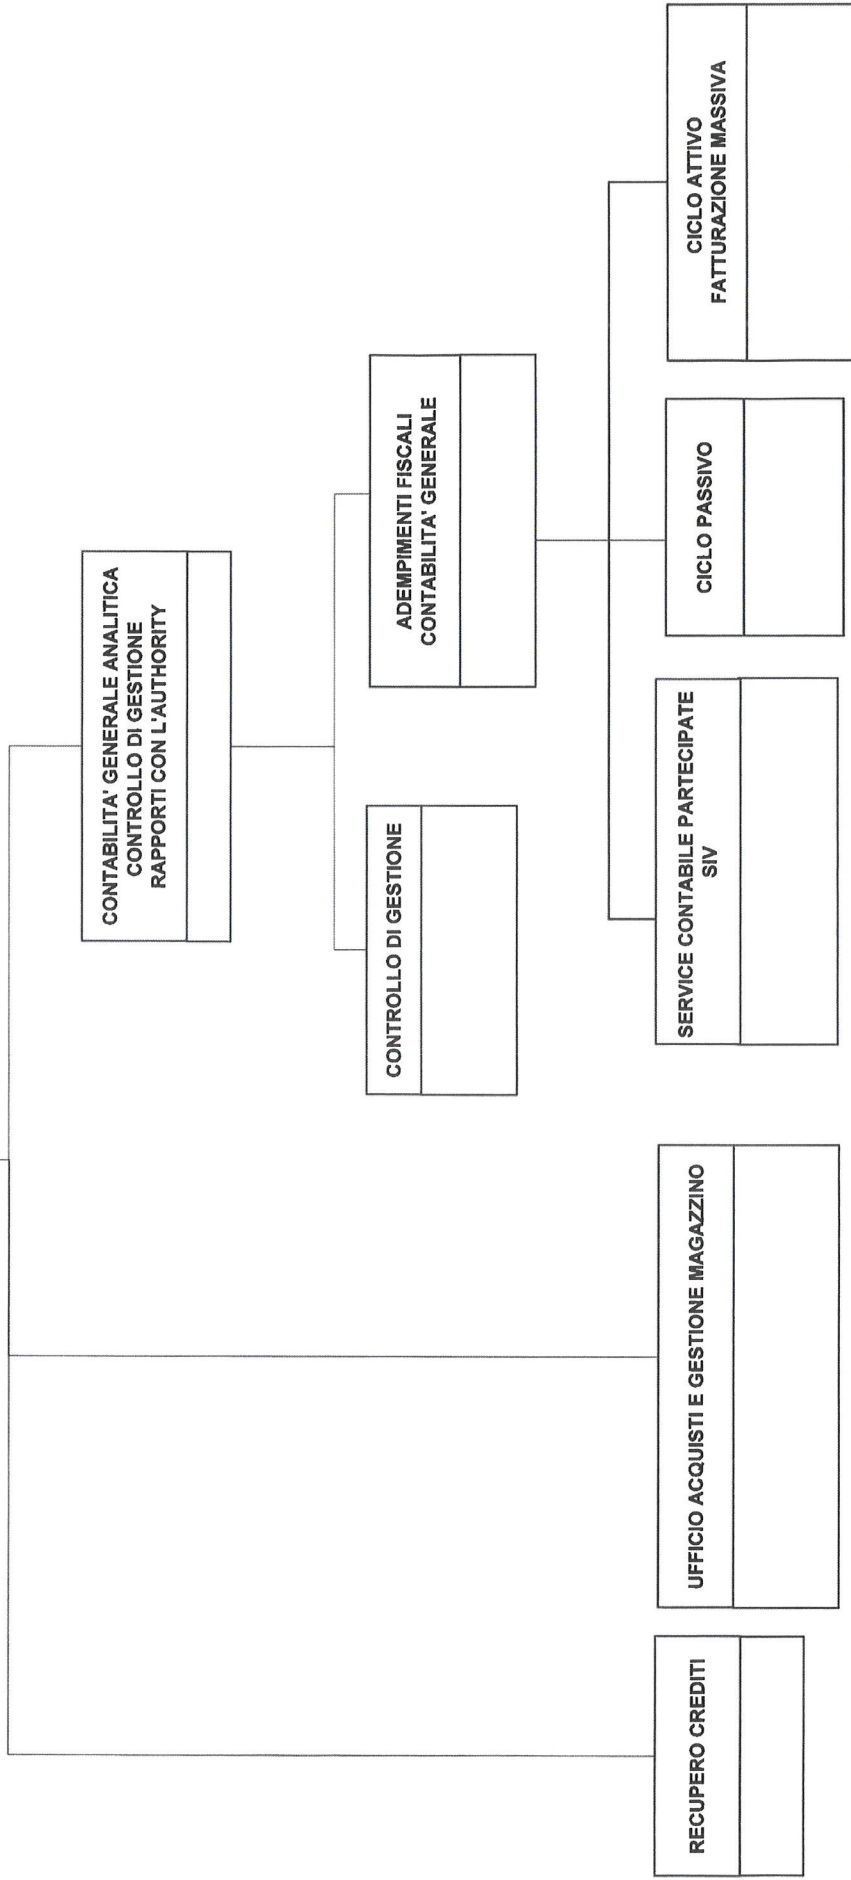 CONTABILITA' GENERALE ANALITICA
CONTROLLO DI GESTIONE
RAPPORTI CON L'AUTHORITY
CONTROLLO DI GESTIONE
ADEMPIMENTI FISCALI
CONTABILITA' GENERALE
RECUPERO CREDITI
UFFICIO ACQUISTI E GESTIONE MAGAZZINO
SERVICE CONTABILE PARTECIPATE
SIV
CICLO PASSIVO
CICLO ATTIVO
FATTURAZIONE MASSIVA